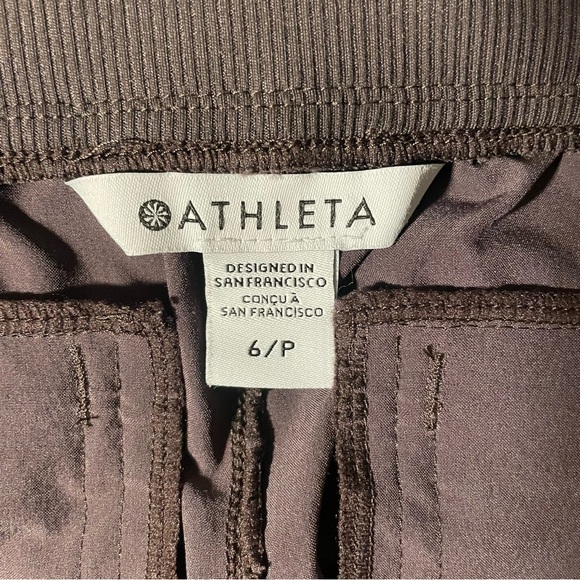 ATHLETA
DESIGNED IN
SAN FRANCISCO
CONÇU À
SAN FRANCISCO
6/P